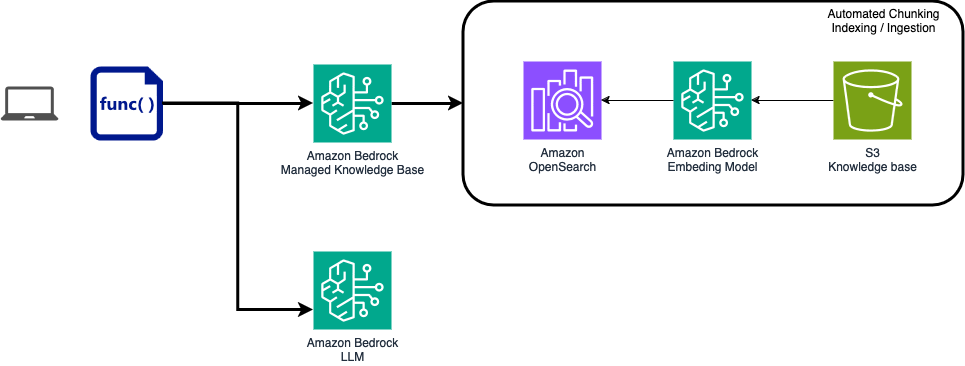 Automated Chunking
Indexing / Ingestion
func( )
Amazon Bedrock
Managed Knowledge Base
Amazon
OpenSearch
Amazon Bedrock
Embeding Model
S3
Knowledge base
Amazon Bedrock
LLM